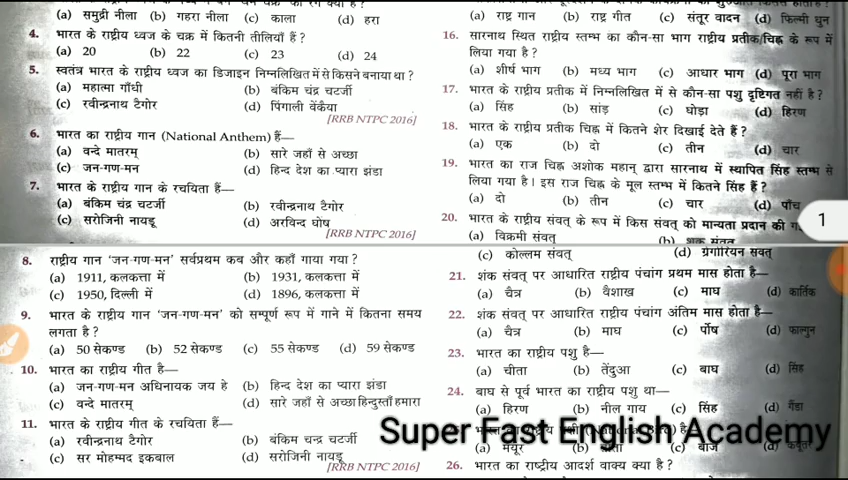 (a) समुद्री नीला (b) गहरा नीला (c) काला (d) हरा
4. भारत के राष्ट्रीय ध्वज के चक्र में कितनी तीलियाँ हैं ?
(a) 20 (b) 22 (c) 23 (d) 24
5. स्वतंत्र भारत के राष्ट्रीय ध्वज का डिजाइन निम्नलिखित में से किसने बनाया था ?
(a) महात्मा गाँधी (b) बंकिम चंद्र चटर्जी
(c) रवीन्द्रनाथ टैगोर (d) पिंगाली वेंकैया
[RRB NTPC 2016]
6. भारत का राष्ट्रीय गान (National Anthem) हैं—
(a) वन्दे मातरम् (b) सारे जहाँ से अच्छा
(c) जन-गण-मन (d) हिन्द देश का प्यारा झंडा
7. भारत के राष्ट्रीय गान के रचयिता हैं—
(a) बंकिम चंद्र चटर्जी (b) रवीन्द्रनाथ टैगोर
(c) सरोजिनी नायडू (d) अरविन्द घोष
[RRB NTPC 2016]
8. राष्ट्रीय गान 'जन-गण-मन' सर्वप्रथम कब और कहाँ गाया गया ?
(a) 1911, कलकत्ता में (b) 1931, कलकत्ता में
(c) 1950, दिल्ली में (d) 1896, कलकत्ता में
9. भारत के राष्ट्रीय गान 'जन-गण-मन' को सम्पूर्ण रूप में गाने में कितना समय
लगता है ?
(a) 50 सेकण्ड (b) 52 सेकण्ड (c) 55 सेकण्ड (d) 59 सेकण्ड
10. भारत का राष्ट्रीय गीत है—
(a) जन-गण-मन अधिनायक जय हे (b) हिन्द देश का प्यारा झंडा
(c) वन्दे मातरम् (d) सारे जहाँ से अच्छा हिन्दुस्ताँ हमारा
11. भारत के राष्ट्रीय गीत के रचयिता हैं—
(a) रवीन्द्रनाथ टैगोर (b) बंकिम चन्द्र चटर्जी
(c) सर मोहम्मद इकबाल (d) सरोजिनी नायडू
[RRB NTPC 2016]
(a) राष्ट्र गान (b) राष्ट्र गीत (c) संतूर वादन (d) फिल्मी धुन
16. सारनाथ स्थित राष्ट्रीय स्तम्भ का कौन-सा भाग राष्ट्रीय प्रतीक/चिह्न के रूप में
लिया गया है ?
(a) शीर्ष भाग (b) मध्य भाग (c) आधार भाग (d) पूरा भाग
17. भारत के राष्ट्रीय प्रतीक में निम्नलिखित में से कौन-सा पशु दृष्टिगत नहीं है ?
(a) सिंह (b) सांड़ (c) घोड़ा (d) हिरण
18. भारत के राष्ट्रीय प्रतीक चिह्न में कितने शेर दिखाई देते हैं ?
(a) एक (b) दो (c) तीन (d) चार
19. भारत का राज चिह्न अशोक महान् द्वारा सारनाथ में स्थापित सिंह स्तम्भ से
लिया गया है। इस राज चिह्न के मूल स्तम्भ में कितने सिंह हैं ?
(a) दो (b) तीन (c) चार (d) पाँच
20. भारत के राष्ट्रीय संवत् के रूप में किस संवत् को मान्यता प्रदान की
(a) विक्रमी संवत् (b) शक संवत्
(c) कोल्लम संवत् (d) ग्रेगोरियन सवत्
21. शंक संवत् पर आधारित राष्ट्रीय पंचांग प्रथम मास होता है—
(a) चैत्र (b) वैशाख (c) माघ (d) कार्तिक
22. शंक संवत् पर आधारित राष्ट्रीय पंचांग अंतिम मास होता है—
(a) चैत्र (b) माघ (c) पौंष (d) फाल्गुन
23. भारत का राष्ट्रीय पशु है—
(a) चीता (b) तेंदुआ (c) बाघ (d) सिंह
24. बाघ से पूर्व भारत का राष्ट्रीय पशु था—
(a) हिरण (b) नील गाय (c) सिंह (d) गैंडा
(a) मयूर (c) बाज
26. भारत का राष्ट्रीय आदर्श वाक्य क्या है ?
1
Super Fast English Academy